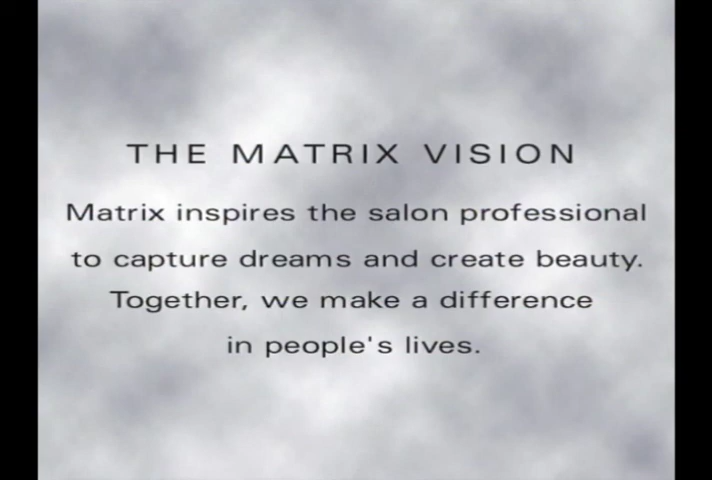 THE MATRIX VISION
Matrix inspires the salon professional
to capture dreams and create beauty.
Together, we make a difference
in people's lives.